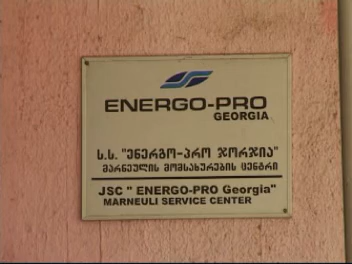 ENERGO-PRO
GEORGIA
ს.ს. "ენერგო-პრო ჯორჯია"
მარნეულის მომსახურების ცენტრი
JSC " ENERGO-PRO Georgia"
MARNEULI SERVICE CENTER